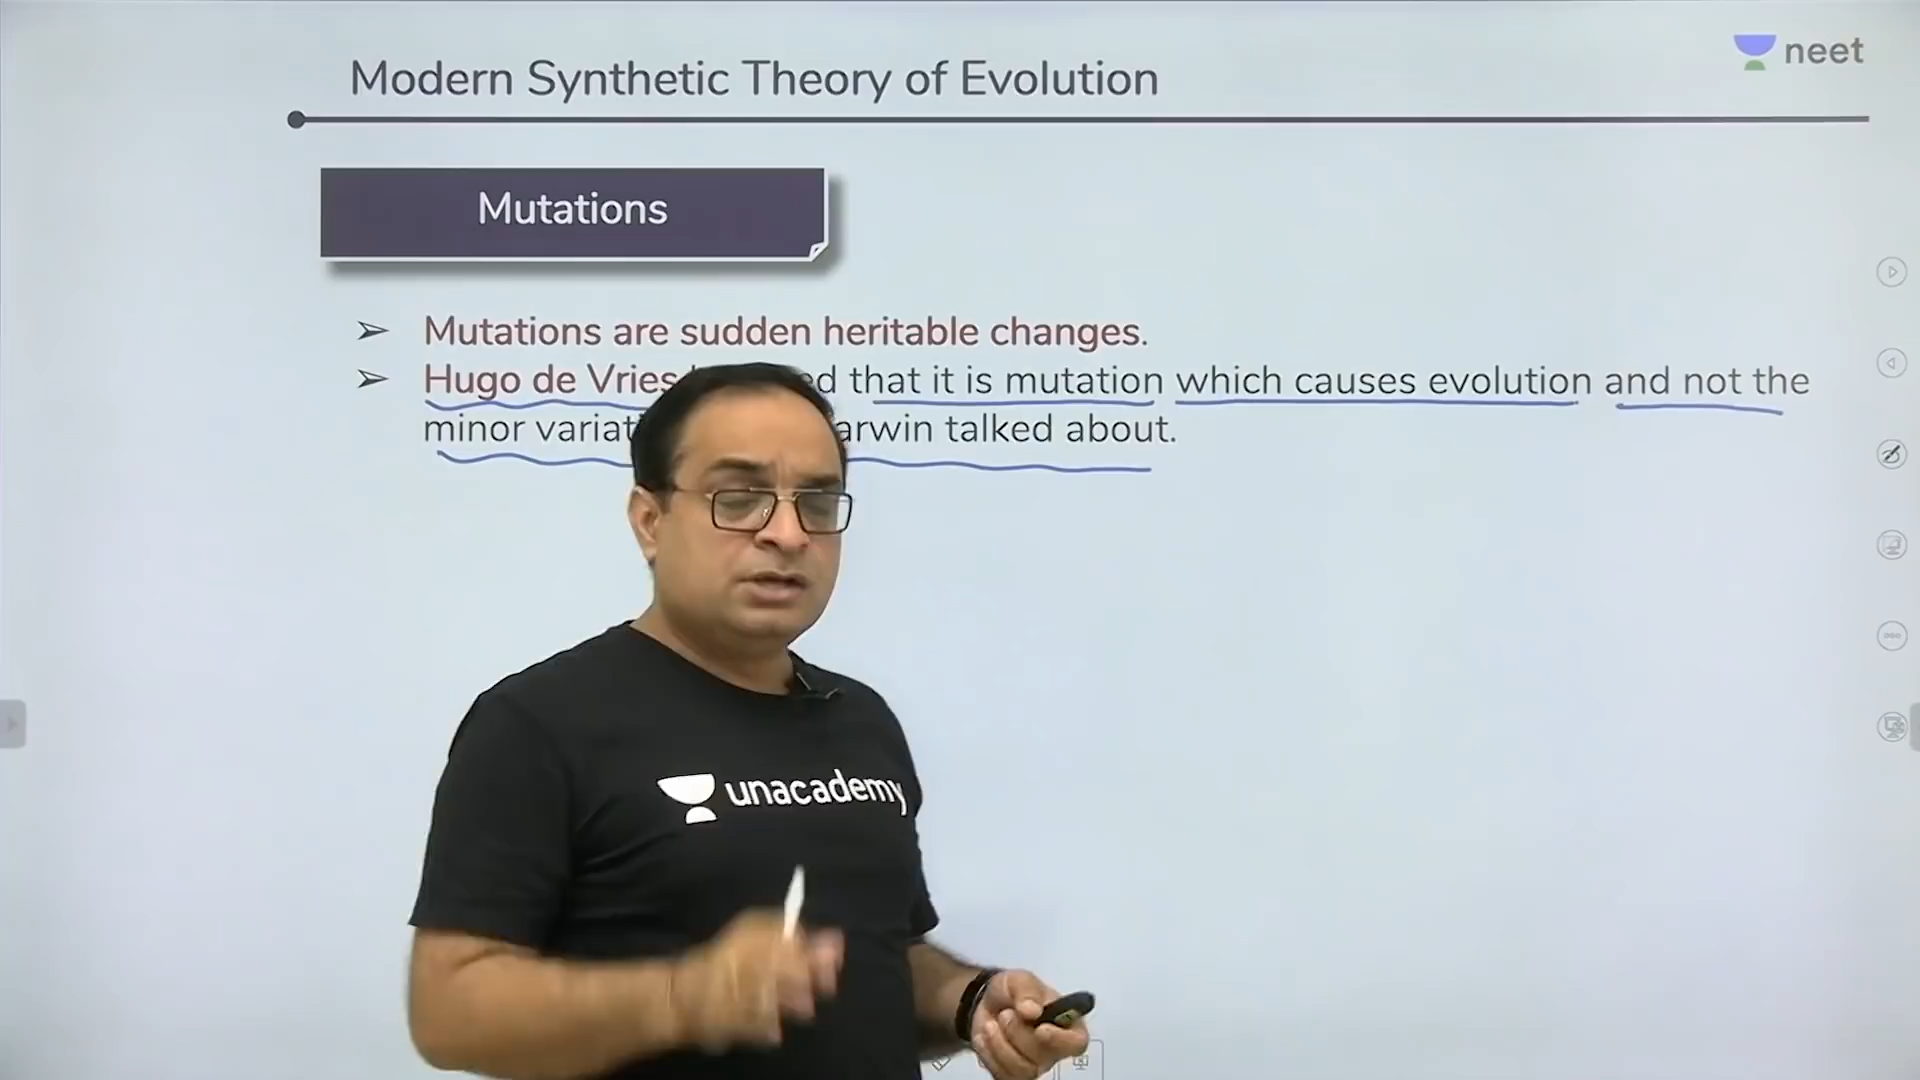 Modern Synthetic Theory of Evolution
neet
Mutations
Mutations are sudden heritable changes.
Hugo de Vries that it is mutation which causes evolution and not the
minor talked about.
unacademy